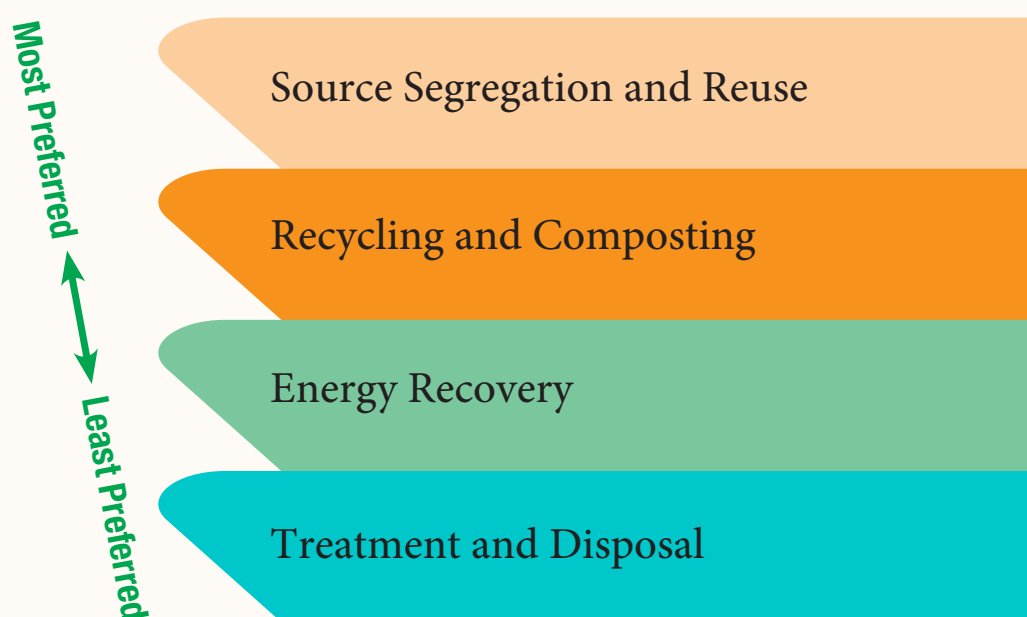 Most Preferred
Least Preferred
Source Segregation and Reuse
Recycling and Composting
Energy Recovery
Treatment and Disposal